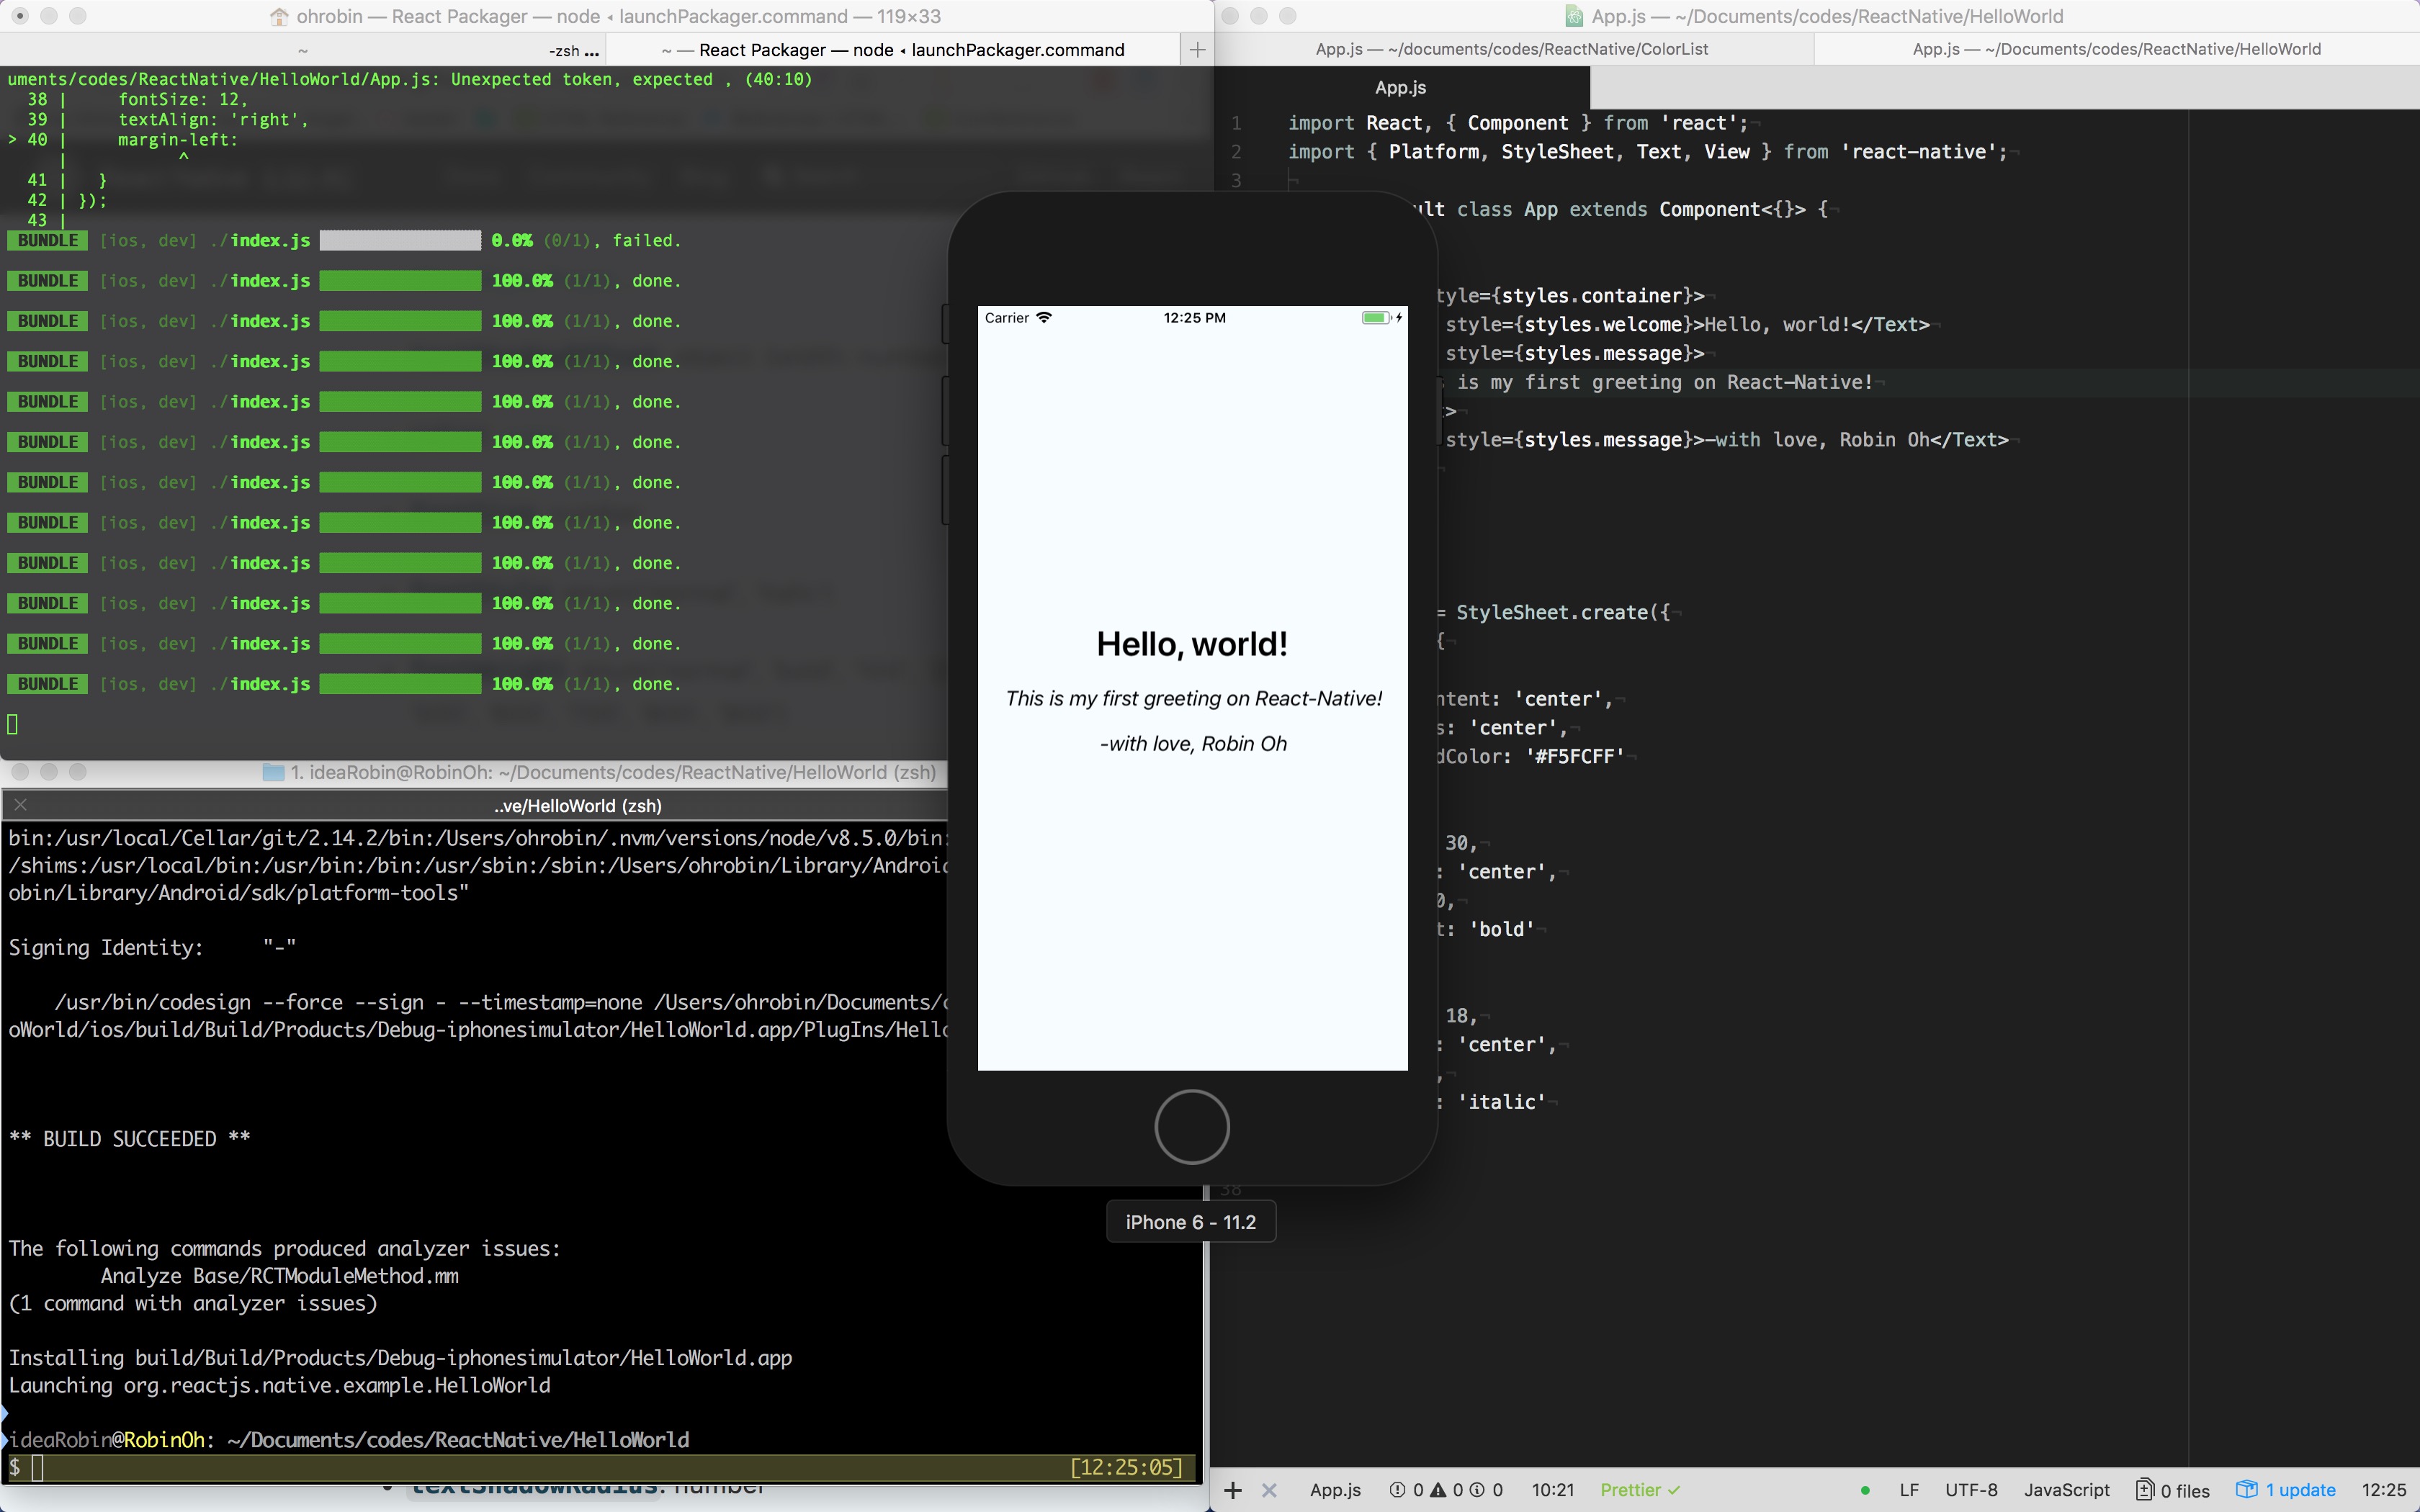 ohrobin — React Packager — node ◂ launchPackager.command — 119×33
~ -zsh ...
~ — React Packager — node ◂ launchPackager.command
uments/codes/ReactNative/HelloWorld/App.js: Unexpected token, expected , (40:10)
38 | fontSize: 12,
39 | textAlign: 'right',
> 40 | margin-left:
| ^
41 | }
42 | });
43 |
BUNDLE [ios, dev] ./index.js 0.0% (0/1), failed.
BUNDLE [ios, dev] ./index.js 100.0% (1/1), done.
BUNDLE [ios, dev] ./index.js 100.0% (1/1), done.
BUNDLE [ios, dev] ./index.js 100.0% (1/1), done.
BUNDLE [ios, dev] ./index.js 100.0% (1/1), done.
BUNDLE [ios, dev] ./index.js 100.0% (1/1), done.
BUNDLE [ios, dev] ./index.js 100.0% (1/1), done.
BUNDLE [ios, dev] ./index.js 100.0% (1/1), done.
BUNDLE [ios, dev] ./index.js 100.0% (1/1), done.
BUNDLE [ios, dev] ./index.js 100.0% (1/1), done.
BUNDLE [ios, dev] ./index.js 100.0% (1/1), done.
BUNDLE [ios, dev] ./index.js 100.0% (1/1), done.
1. ideaRobin@RobinOh: ~/Documents/codes/ReactNative/HelloWorld (zsh)
..ve/HelloWorld (zsh)
bin:/usr/local/Cellar/git/2.14.2/bin:/Users/ohrobin/.nvm/versions/node/v8.5.0/bin:
/shims:/usr/local/bin:/usr/bin:/bin:/usr/sbin:/sbin:/Users/ohrobin/Library/Android
obin/Library/Android/sdk/platform-tools"
Signing Identity: "-"
/usr/bin/codesign --force --sign - --timestamp=none /Users/ohrobin/Documents/
oWorld/ios/build/Build/Products/Debug-iphonesimulator/HelloWorld.app/PlugIns/Hello
** BUILD SUCCEEDED **
The following commands produced analyzer issues:
Analyze Base/RCTModuleMethod.mm
(1 command with analyzer issues)
Installing build/Build/Products/Debug-iphonesimulator/HelloWorld.app
Launching org.reactjs.native.example.HelloWorld
ideaRobin@RobinOh: ~/Documents/codes/ReactNative/HelloWorld
$ [12:25:05]
textShadowRadius: number
Carrier 12:25 PM
Hello, world!
This is my first greeting on React-Native!
-with love, Robin Oh
iPhone 6 - 11.2
App.js — ~/Documents/codes/ReactNative/HelloWorld
App.js — ~/documents/codes/ReactNative/ColorList
App.js — ~/Documents/codes/ReactNative/HelloWorld
App.js
1 import React, { Component } from 'react';
2 import { Platform, StyleSheet, Text, View } from 'react-native';
3
ult class App extends Component<{}> {
tyle={styles.container}>
style={styles.welcome}>Hello, world!</Text>
style={styles.message}>
is my first greeting on React-Native!
>
style={styles.message}>-with love, Robin Oh</Text>
= StyleSheet.create({
{
ntent: 'center',
s: 'center',
dColor: '#F5FCFF'
30,
: 'center',
0,
t: 'bold'
18,
: 'center',
,
: 'italic'
38
App.js 0 0 0 10:21 Prettier ✓ LF UTF-8 JavaScript 0 files 1 update 12:25